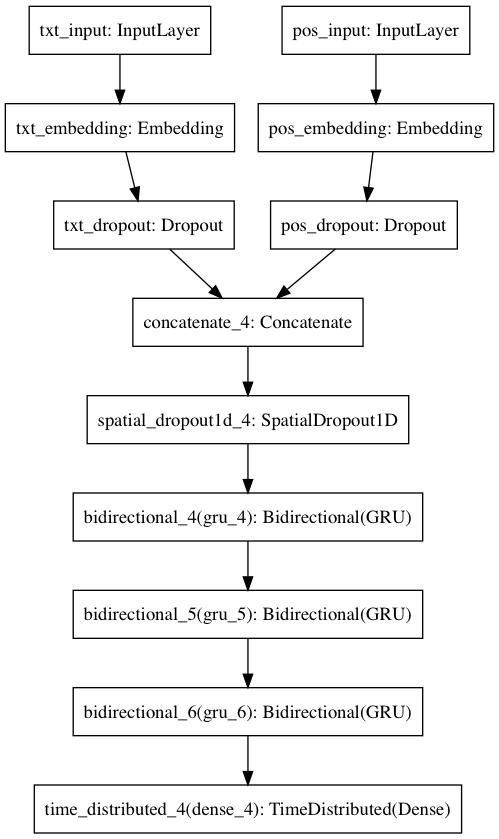 txt_input: InputLayer
pos_input: InputLayer
txt_embedding: Embedding
pos_embedding: Embedding
txt_dropout: Dropout
pos_dropout: Dropout
concatenate_4: Concatenate
spatial_dropout1d_4: SpatialDropout1D
bidirectional_4(gru_4): Bidirectional(GRU)
bidirectional_5(gru_5): Bidirectional(GRU)
bidirectional_6(gru_6): Bidirectional(GRU)
time_distributed_4(dense_4): TimeDistributed(Dense)